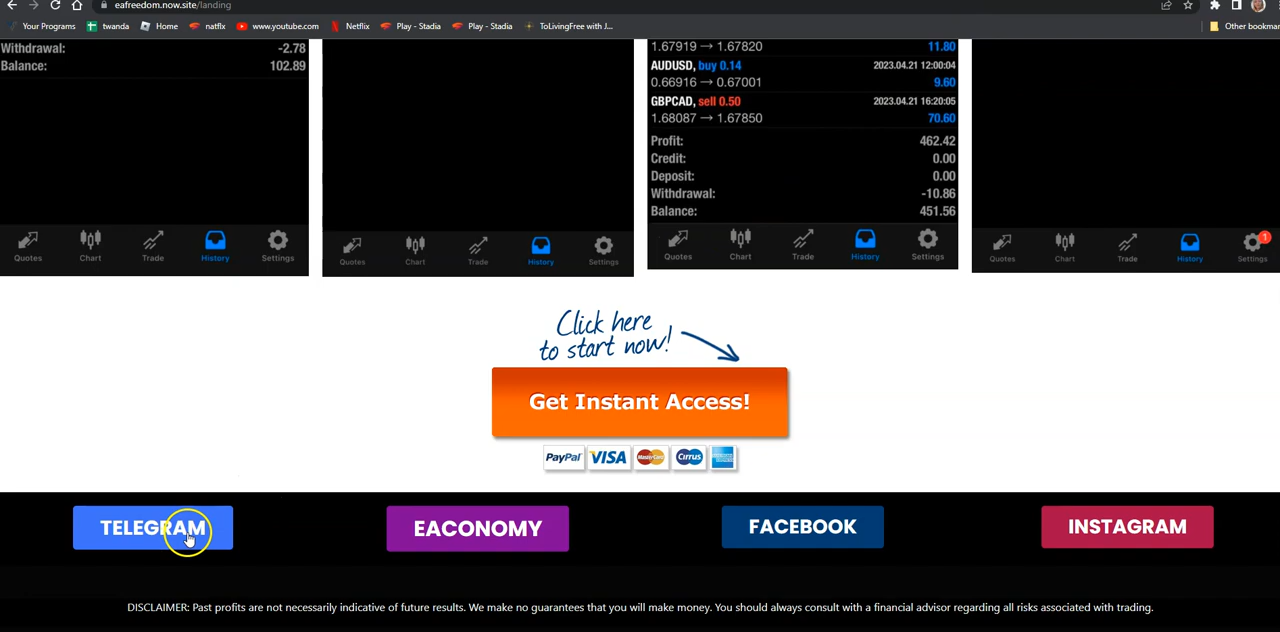 eafreedom.now.site/landing
Your Programs twanda Home natflx www.youtube.com Netflix Play - Stadia Play - Stadia ToLivingFree with J... Other bookmar
Withdrawal: -2.78
Balance: 102.89
Quotes Chart Trade History Settings
Quotes Chart Trade History Settings
1.67919 → 1.67820 11.80
AUDUSD, buy 0.14 2023.04.21 12:00:04
0.66916 → 0.67001 9.60
GBPCAD, sell 0.50 2023.04.21 16:20:05
1.68087 → 1.67850 70.60
Profit: 462.42
Credit: 0.00
Deposit: 0.00
Withdrawal: -10.86
Balance: 451.56
Quotes Chart Trade History Settings
1
Quotes Chart Trade History Settings
Click here
to start now!
Get Instant Access!
PayPal VISA MasterCard Cirrus
TELEGRAM EACONOMY FACEBOOK INSTAGRAM
DISCLAIMER: Past profits are not necessarily indicative of future results. We make no guarantees that you will make money. You should always consult with a financial advisor regarding all risks associated with trading.